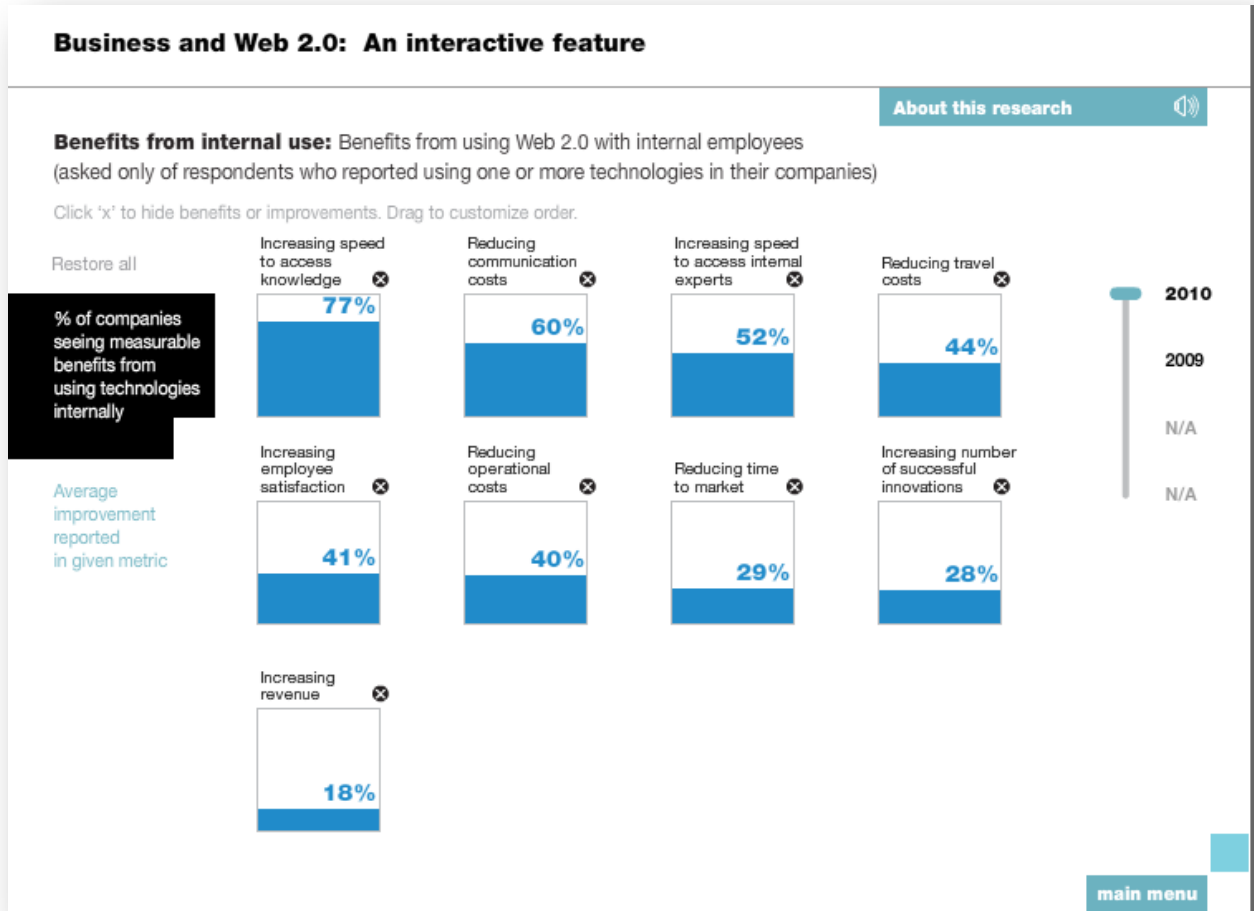 Business and Web 2.0: An interactive feature
About this research
Benefits from internal use: Benefits from using Web 2.0 with internal employees
(asked only of respondents who reported using one or more technologies in their companies)
Click 'x' to hide benefits or improvements. Drag to customize order.
Restore all
% of companies
seeing measurable
benefits from
using technologies
internally
Average
improvement
reported
in given metric
Increasing speed
to access
knowledge
77%
Reducing
communication
costs
60%
Increasing speed
to access internal
experts
52%
Reducing travel
costs
44%
Increasing
employee
satisfaction
41%
Reducing
operational
costs
40%
Reducing time
to market
29%
Increasing number
of successful
innovations
28%
Increasing
revenue
18%
2010
2009
N/A
N/A
main menu